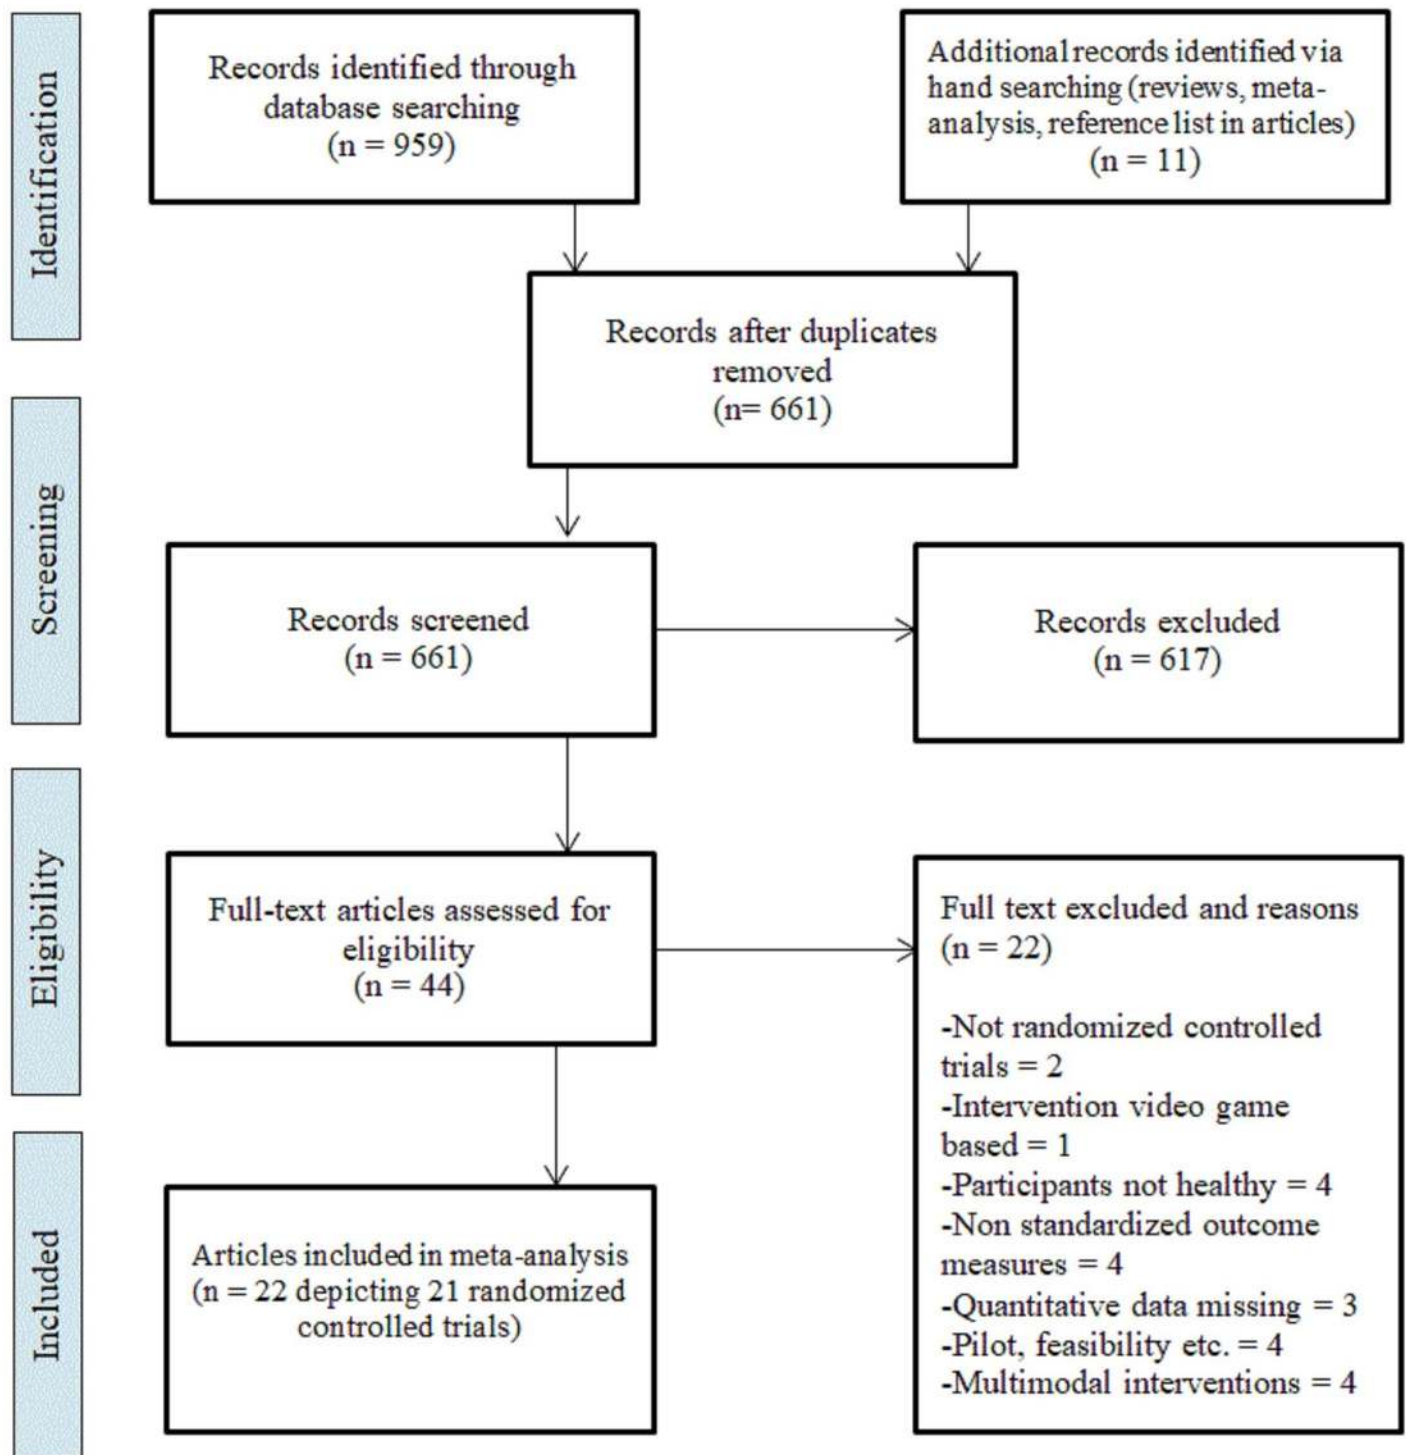 Identification
Records identified through
database searching
(n = 959)
Additional records identified via
hand searching (reviews, meta-
analysis, reference list in articles)
(n = 11)
Records after duplicates
removed
(n= 661)
Screening
Records screened
(n = 661)
Records excluded
(n = 617)
Eligibility
Full-text articles assessed for
eligibility
(n = 44)
Full text excluded and reasons
(n = 22)
-Not randomized controlled
trials = 2
-Intervention video game
based = 1
-Participants not healthy = 4
-Non standardized outcome
measures = 4
-Quantitative data missing = 3
-Pilot, feasibility etc. = 4
-Multimodal interventions = 4
Included
Articles included in meta-analysis
(n = 22 depicting 21 randomized
controlled trials)